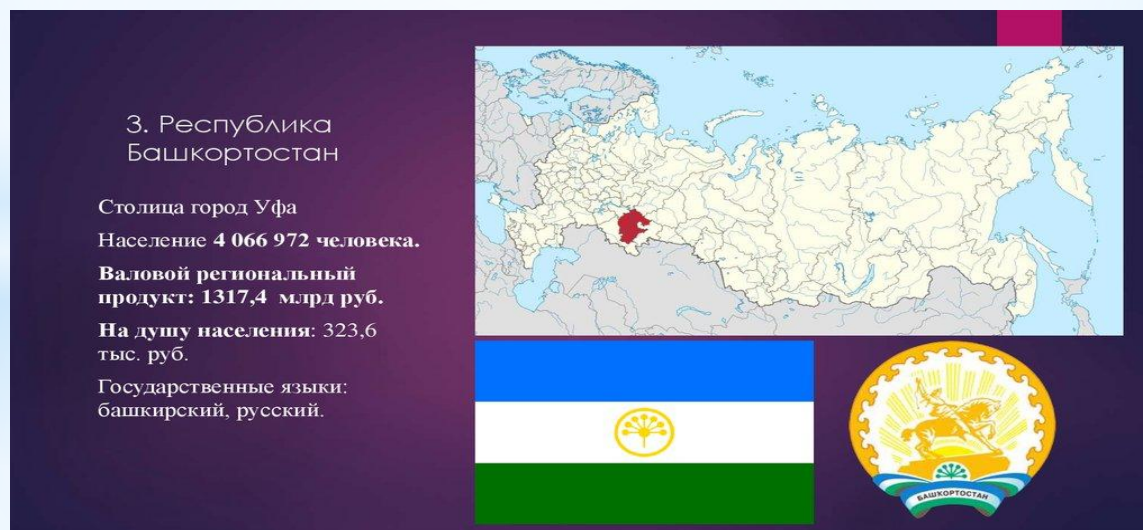 3. Республика
Башкортостан
Столица город Уфа
Население 4 066 972 человека.
Валовой региональный
продукт: 1317,4 млрд руб.
На душу населения: 323,6
тыс. руб.
Государственные языки:
башкирский, русский.
БАШКОРТОСТАН